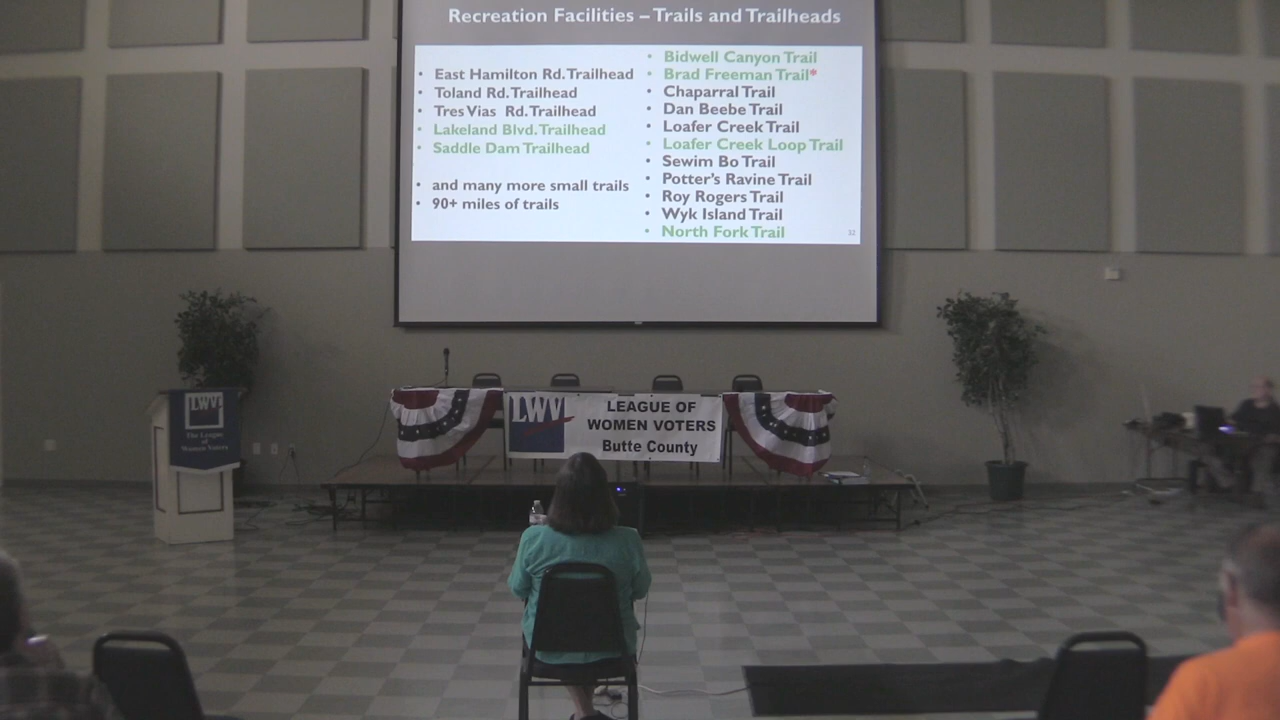 Recreation Facilities – Trails and Trailheads
• East Hamilton Rd. Trailhead
• Toland Rd. Trailhead
• Tres Vias Rd. Trailhead
• Lakeland Blvd. Trailhead
• Saddle Dam Trailhead
• and many more small trails
• 90+ miles of trails
• Bidwell Canyon Trail
• Brad Freeman Trail*
• Chaparral Trail
• Dan Beebe Trail
• Loafer Creek Trail
• Loafer Creek Loop Trail
• Sewim Bo Trail
• Potter's Ravine Trail
• Roy Rogers Trail
• Wyk Island Trail
• North Fork Trail
32
LWV
The League
of Women Voters
LWV
LEAGUE OF
WOMEN VOTERS
Butte County